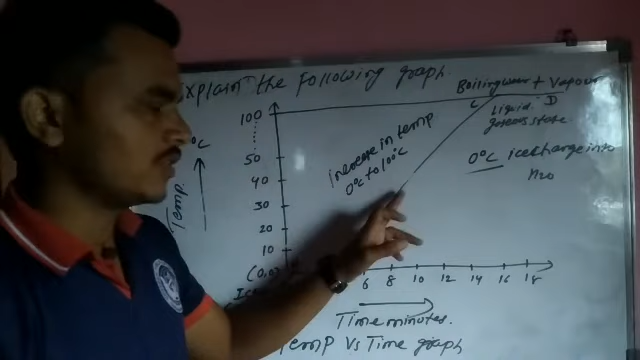 Explain the Following graph.
Boiling water + Vapour
100
C
Liquid D
gaseous state
°C
Increase in temp
0°C to 100°C
0°C ice change into
H2O
50
40
30
20
10
Temp.
(0,0)
6 8 10 12 14 16 18
Time minutes.
Temp Vs Time graph